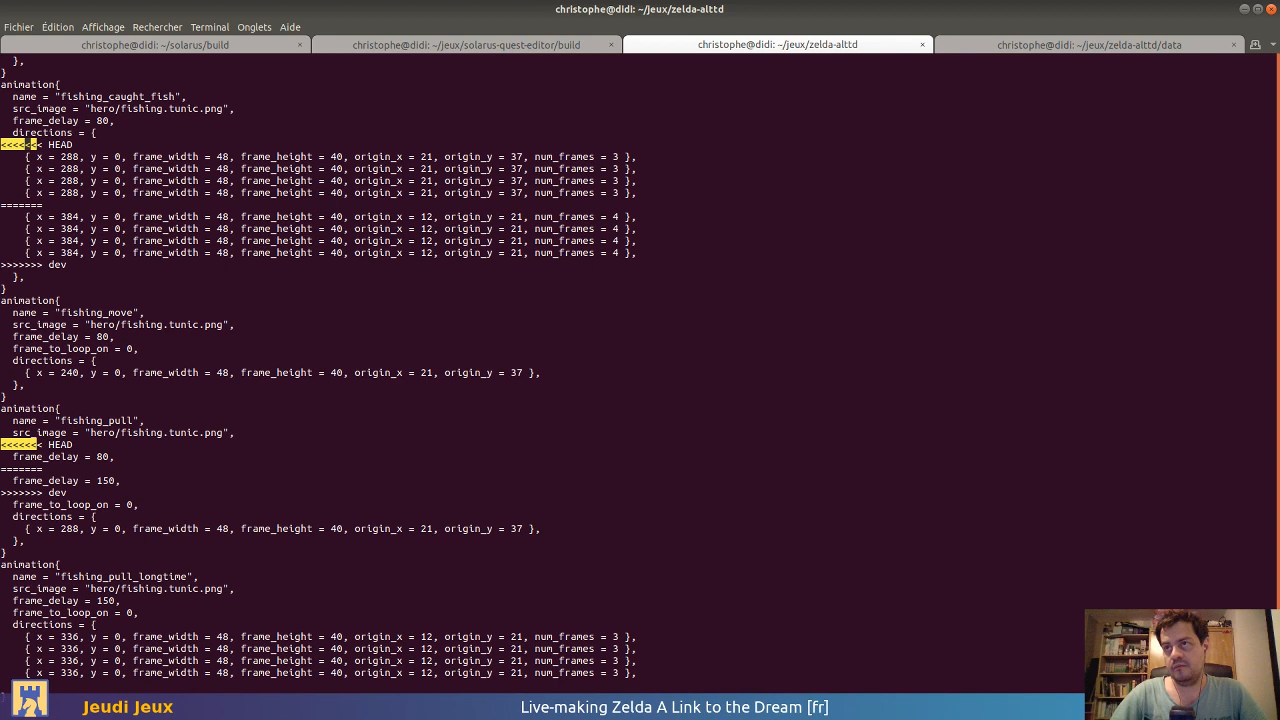 christophe@didi: ~/jeux/zelda-alttd
Fichier Édition Affichage Rechercher Terminal Onglets Aide
christophe@didi: ~/solarus/build × christophe@didi: ~/jeux/solarus-quest-editor/build × christophe@didi: ~/jeux/zelda-alttd × christophe@didi: ~/jeux/zelda-alttd/data ×
  },
}
animation{
  name = "fishing_caught_fish",
  src_image = "hero/fishing.tunic.png",
  frame_delay = 80,
  directions = {
<<<<<<< HEAD
    { x = 288, y = 0, frame_width = 48, frame_height = 40, origin_x = 21, origin_y = 37, num_frames = 3 },
    { x = 288, y = 0, frame_width = 48, frame_height = 40, origin_x = 21, origin_y = 37, num_frames = 3 },
    { x = 288, y = 0, frame_width = 48, frame_height = 40, origin_x = 21, origin_y = 37, num_frames = 3 },
    { x = 288, y = 0, frame_width = 48, frame_height = 40, origin_x = 21, origin_y = 37, num_frames = 3 },
=======
    { x = 384, y = 0, frame_width = 48, frame_height = 40, origin_x = 12, origin_y = 21, num_frames = 4 },
    { x = 384, y = 0, frame_width = 48, frame_height = 40, origin_x = 12, origin_y = 21, num_frames = 4 },
    { x = 384, y = 0, frame_width = 48, frame_height = 40, origin_x = 12, origin_y = 21, num_frames = 4 },
    { x = 384, y = 0, frame_width = 48, frame_height = 40, origin_x = 12, origin_y = 21, num_frames = 4 },
>>>>>>> dev
  },
}
animation{
  name = "fishing_move",
  src_image = "hero/fishing.tunic.png",
  frame_delay = 80,
  frame_to_loop_on = 0,
  directions = {
    { x = 240, y = 0, frame_width = 48, frame_height = 40, origin_x = 21, origin_y = 37 },
  },
}
animation{
  name = "fishing_pull",
  src_image = "hero/fishing.tunic.png",
<<<<<<< HEAD
  frame_delay = 80,
=======
  frame_delay = 150,
>>>>>>> dev
  frame_to_loop_on = 0,
  directions = {
    { x = 288, y = 0, frame_width = 48, frame_height = 40, origin_x = 21, origin_y = 37 },
  },
}
animation{
  name = "fishing_pull_longtime",
  src_image = "hero/fishing.tunic.png",
  frame_delay = 150,
  frame_to_loop_on = 0,
  directions = {
    { x = 336, y = 0, frame_width = 48, frame_height = 40, origin_x = 12, origin_y = 21, num_frames = 3 },
    { x = 336, y = 0, frame_width = 48, frame_height = 40, origin_x = 12, origin_y = 21, num_frames = 3 },
    { x = 336, y = 0, frame_width = 48, frame_height = 40, origin_x = 12, origin_y = 21, num_frames = 3 },
    { x = 336, y = 0, frame_width = 48, frame_height = 40, origin_x = 12, origin_y = 21, num_frames = 3 },
Jeudi Jeux
Live-making Zelda A Link to the Dream [fr]